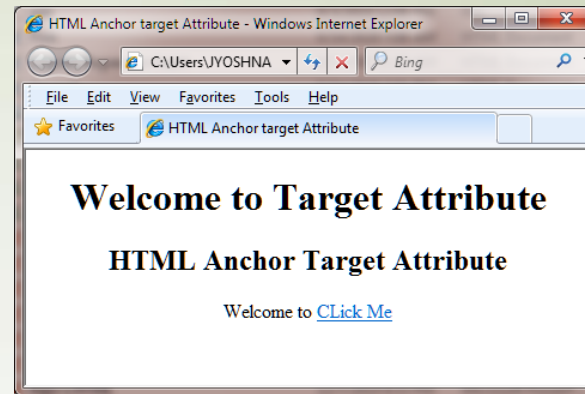 HTML Anchor target Attribute - Windows Internet Explorer
C:\Users\JYOSHNA
Bing
File Edit View Favorites Tools Help
Favorites HTML Anchor target Attribute
Welcome to Target Attribute
HTML Anchor Target Attribute
Welcome to CLick Me